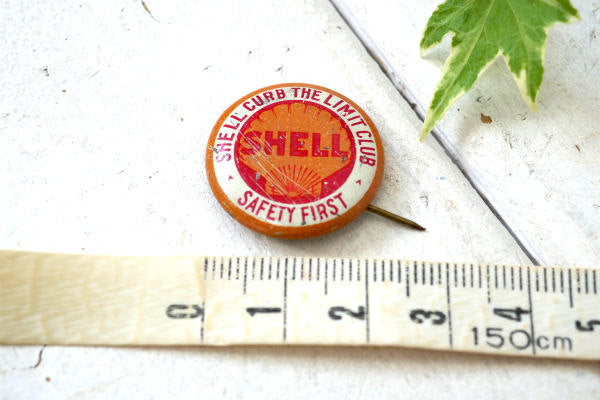 SHELL CURB THE LIMIT CLUB
SHELL
SAFETY FIRST
0 1 2 3 4 5
150cm